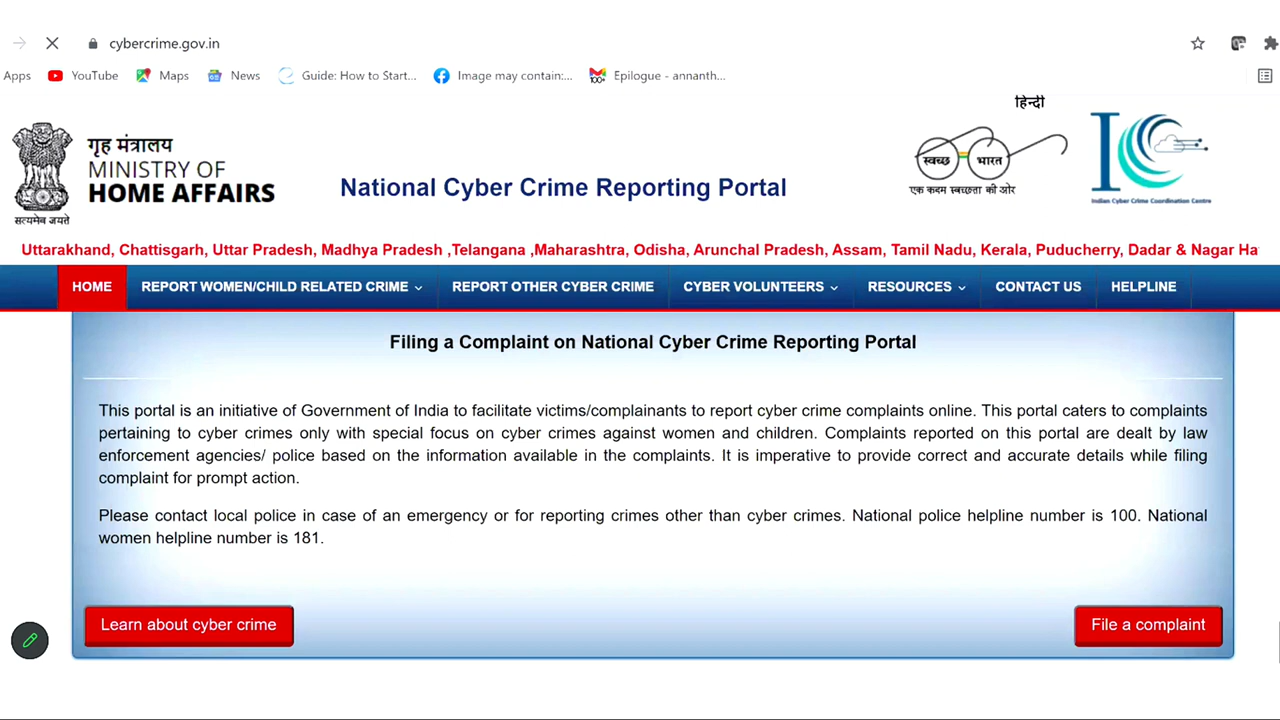 cybercrime.gov.in
Apps YouTube Maps News Guide: How to Start... Image may contain:... Epilogue - annanth...
हिन्दी
गृह मंत्रालय
MINISTRY OF
HOME AFFAIRS
सत्यमेव जयते
National Cyber Crime Reporting Portal
स्वच्छ भारत
एक कदम स्वच्छता की ओर
Indian Cyber Crime Coordination Centre
Uttarakhand, Chattisgarh, Uttar Pradesh, Madhya Pradesh ,Telangana ,Maharashtra, Odisha, Arunchal Pradesh, Assam, Tamil Nadu, Kerala, Puducherry, Dadar & Nagar Ha
HOME REPORT WOMEN/CHILD RELATED CRIME REPORT OTHER CYBER CRIME CYBER VOLUNTEERS RESOURCES CONTACT US HELPLINE
Filing a Complaint on National Cyber Crime Reporting Portal
This portal is an initiative of Government of India to facilitate victims/complainants to report cyber crime complaints online. This portal caters to complaints
pertaining to cyber crimes only with special focus on cyber crimes against women and children. Complaints reported on this portal are dealt by law
enforcement agencies/ police based on the information available in the complaints. It is imperative to provide correct and accurate details while filing
complaint for prompt action.
Please contact local police in case of an emergency or for reporting crimes other than cyber crimes. National police helpline number is 100. National
women helpline number is 181.
Learn about cyber crime File a complaint